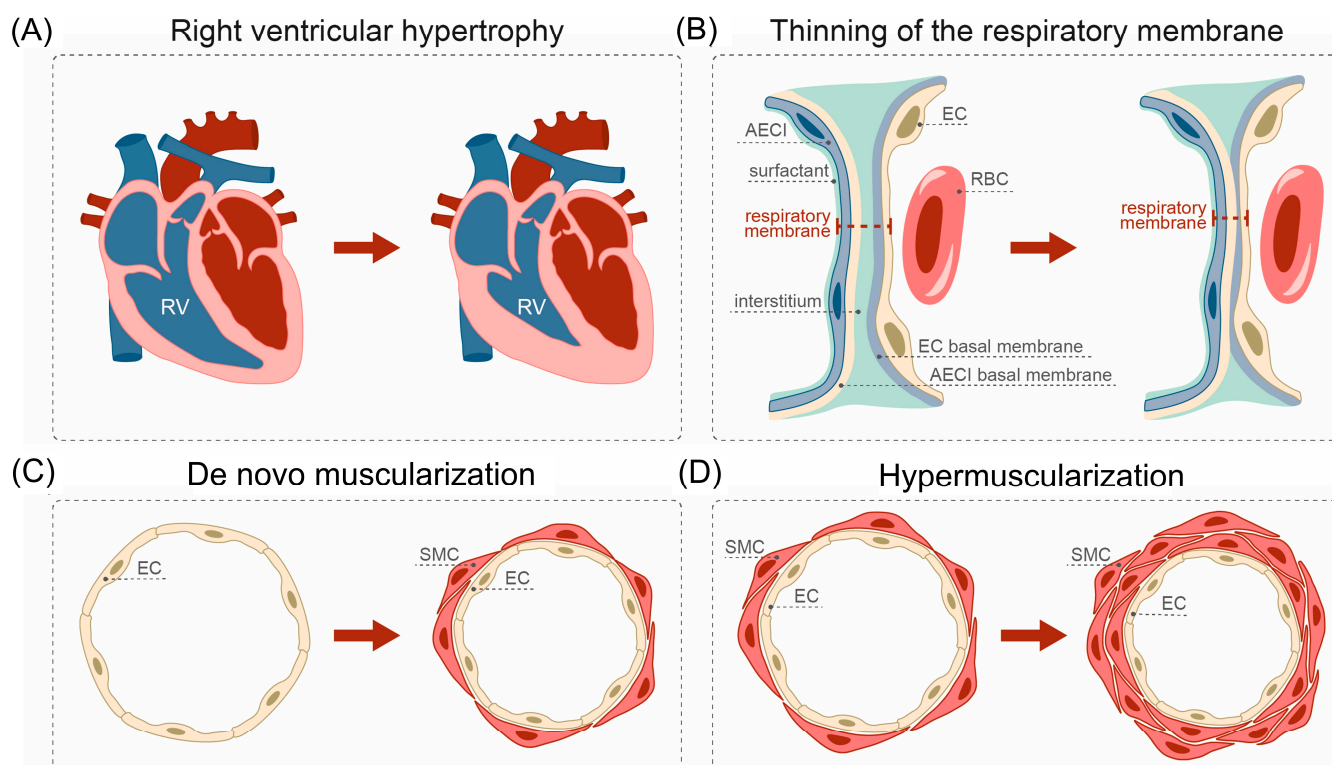 (A) Right ventricular hypertrophy
RV
RV
(B) Thinning of the respiratory membrane
AECI
EC
surfactant
RBC
respiratory
membrane
interstitium
EC basal membrane
AECI basal membrane
respiratory
membrane
(C) De novo muscularization
EC
SMC
EC
(D) Hypermuscularization
SMC
EC
SMC
EC